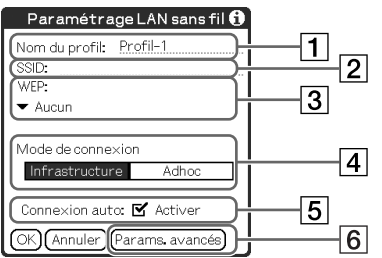 Paramétrage LAN sans fil i
Nom du profil: Profil-1 1
SSID: 2
WEP: 3
Aucun
Mode de connexion 4
Infrastructure Adhoc
Connexion auto: Activer 5
OK Annuler Params. avancés 6